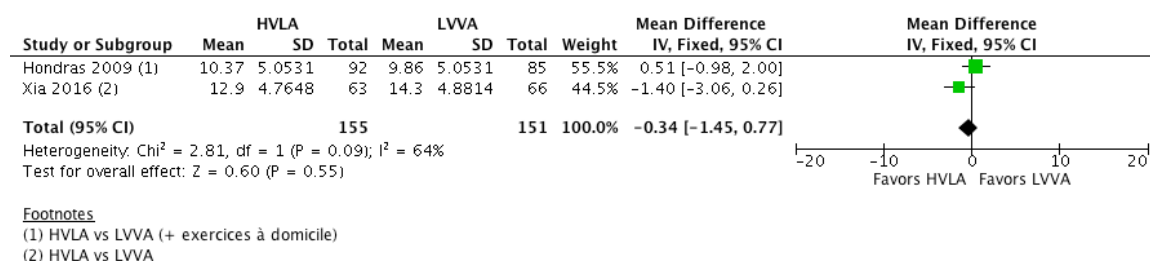 HVLA LVVA Mean Difference Mean Difference
Study or Subgroup Mean SD Total Mean SD Total Weight IV, Fixed, 95% CI IV, Fixed, 95% CI
Hondras 2009 (1) 10.37 5.0531 92 9.86 5.0531 85 55.5% 0.51 [-0.98, 2.00]
Xia 2016 (2) 12.9 4.7648 63 14.3 4.8814 66 44.5% -1.40 [-3.06, 0.26]
Total (95% CI) 155 151 100.0% -0.34 [-1.45, 0.77]
Heterogeneity: Chi² = 2.81, df = 1 (P = 0.09); I² = 64%
Test for overall effect: Z = 0.60 (P = 0.55)
-20 -10 0 10 20
Favors HVLA Favors LVVA
Footnotes
(1) HVLA vs LVVA (+ exercices à domicile)
(2) HVLA vs LVVA